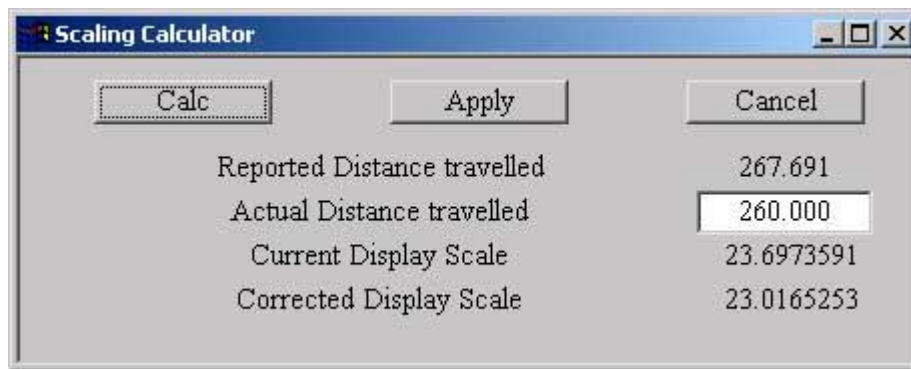 Scaling Calculator
Calc Apply Cancel
Reported Distance travelled 267.691
Actual Distance travelled 260.000
Current Display Scale 23.6973591
Corrected Display Scale 23.0165253